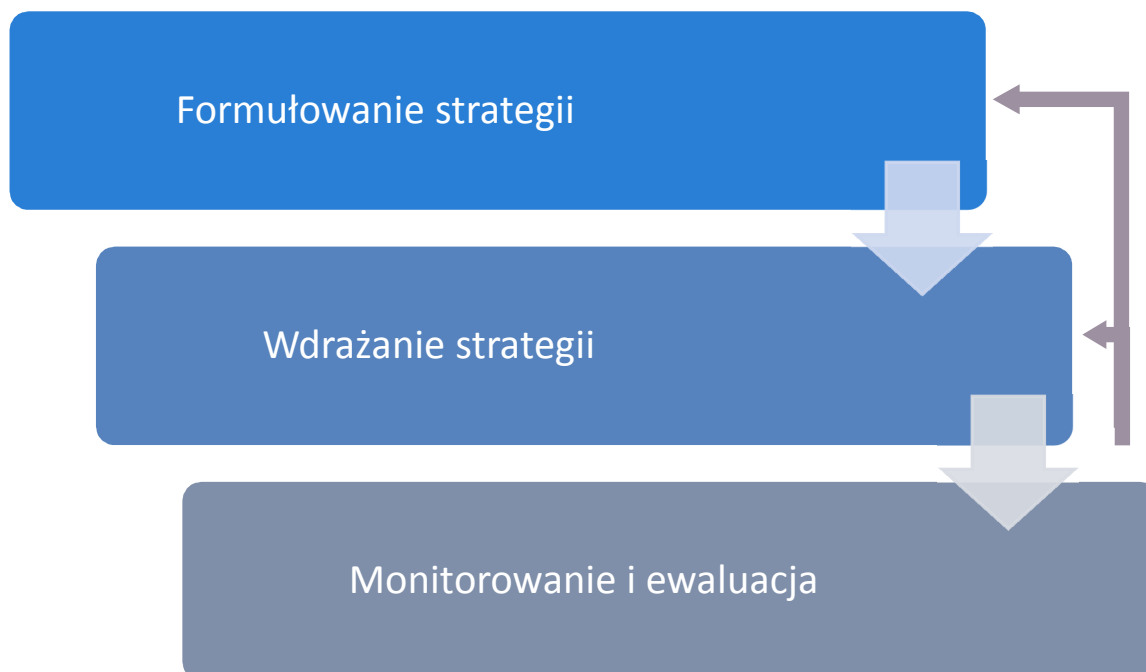 Formułowanie strategii
Wdrażanie strategii
Monitorowanie i ewaluacja